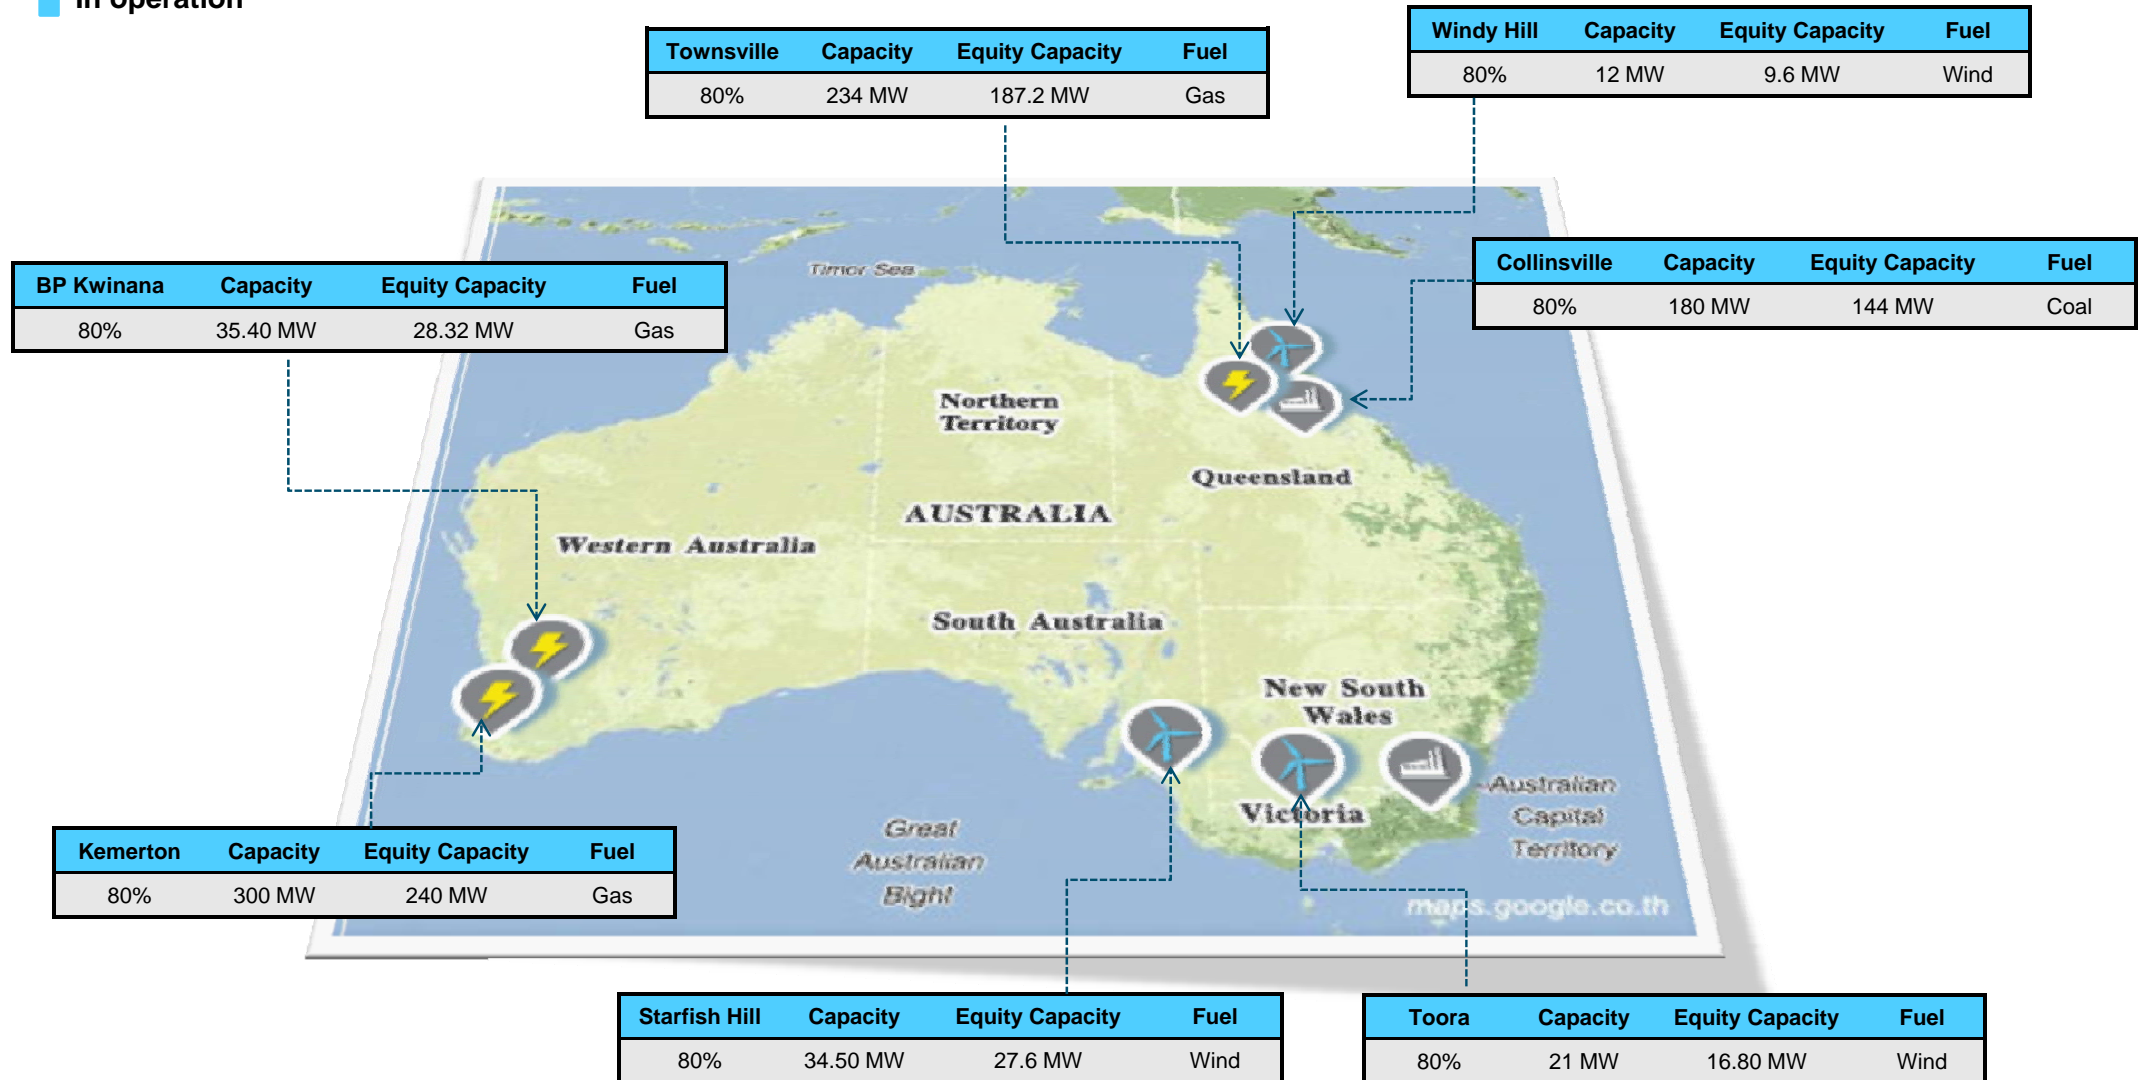 In operation
Townsville Capacity Equity Capacity Fuel
80% 234 MW 187.2 MW Gas
Windy Hill Capacity Equity Capacity Fuel
80% 12 MW 9.6 MW Wind
BP Kwinana Capacity Equity Capacity Fuel
80% 35.40 MW 28.32 MW Gas
Collinsville Capacity Equity Capacity Fuel
80% 180 MW 144 MW Coal
Timor Sea
Northern
Territory
Queensland
AUSTRALIA
Western Australia
South Australia
New South
Wales
Victoria
Australian
Capital
Territory
Great
Australian
Bight
maps.google.co.th
Kemerton Capacity Equity Capacity Fuel
80% 300 MW 240 MW Gas
Starfish Hill Capacity Equity Capacity Fuel
80% 34.50 MW 27.6 MW Wind
Toora Capacity Equity Capacity Fuel
80% 21 MW 16.80 MW Wind